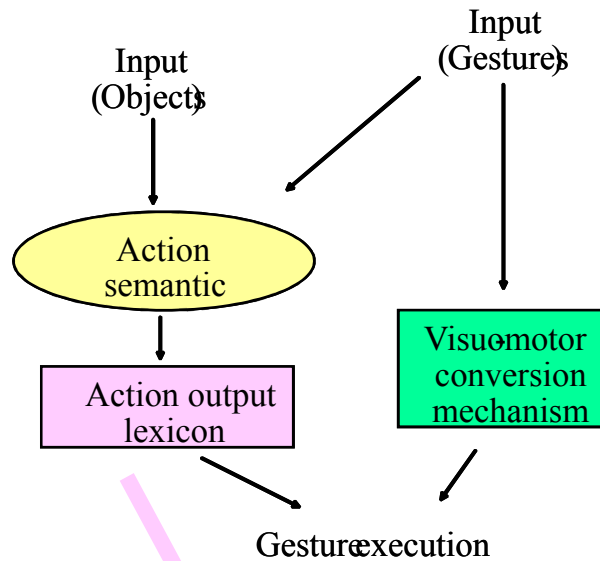 Input
(Gestures)
Input
(Objects)
Action
semantic
Visuo-motor
conversion
mechanism
Action output
lexicon
Gesture execution